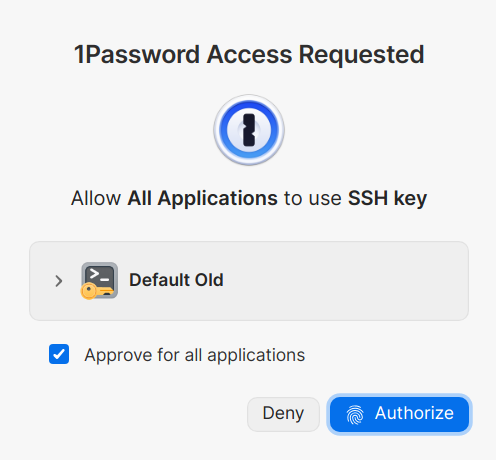 1Password Access Requested
Allow All Applications to use SSH key
Default Old
Approve for all applications
Deny
Authorize